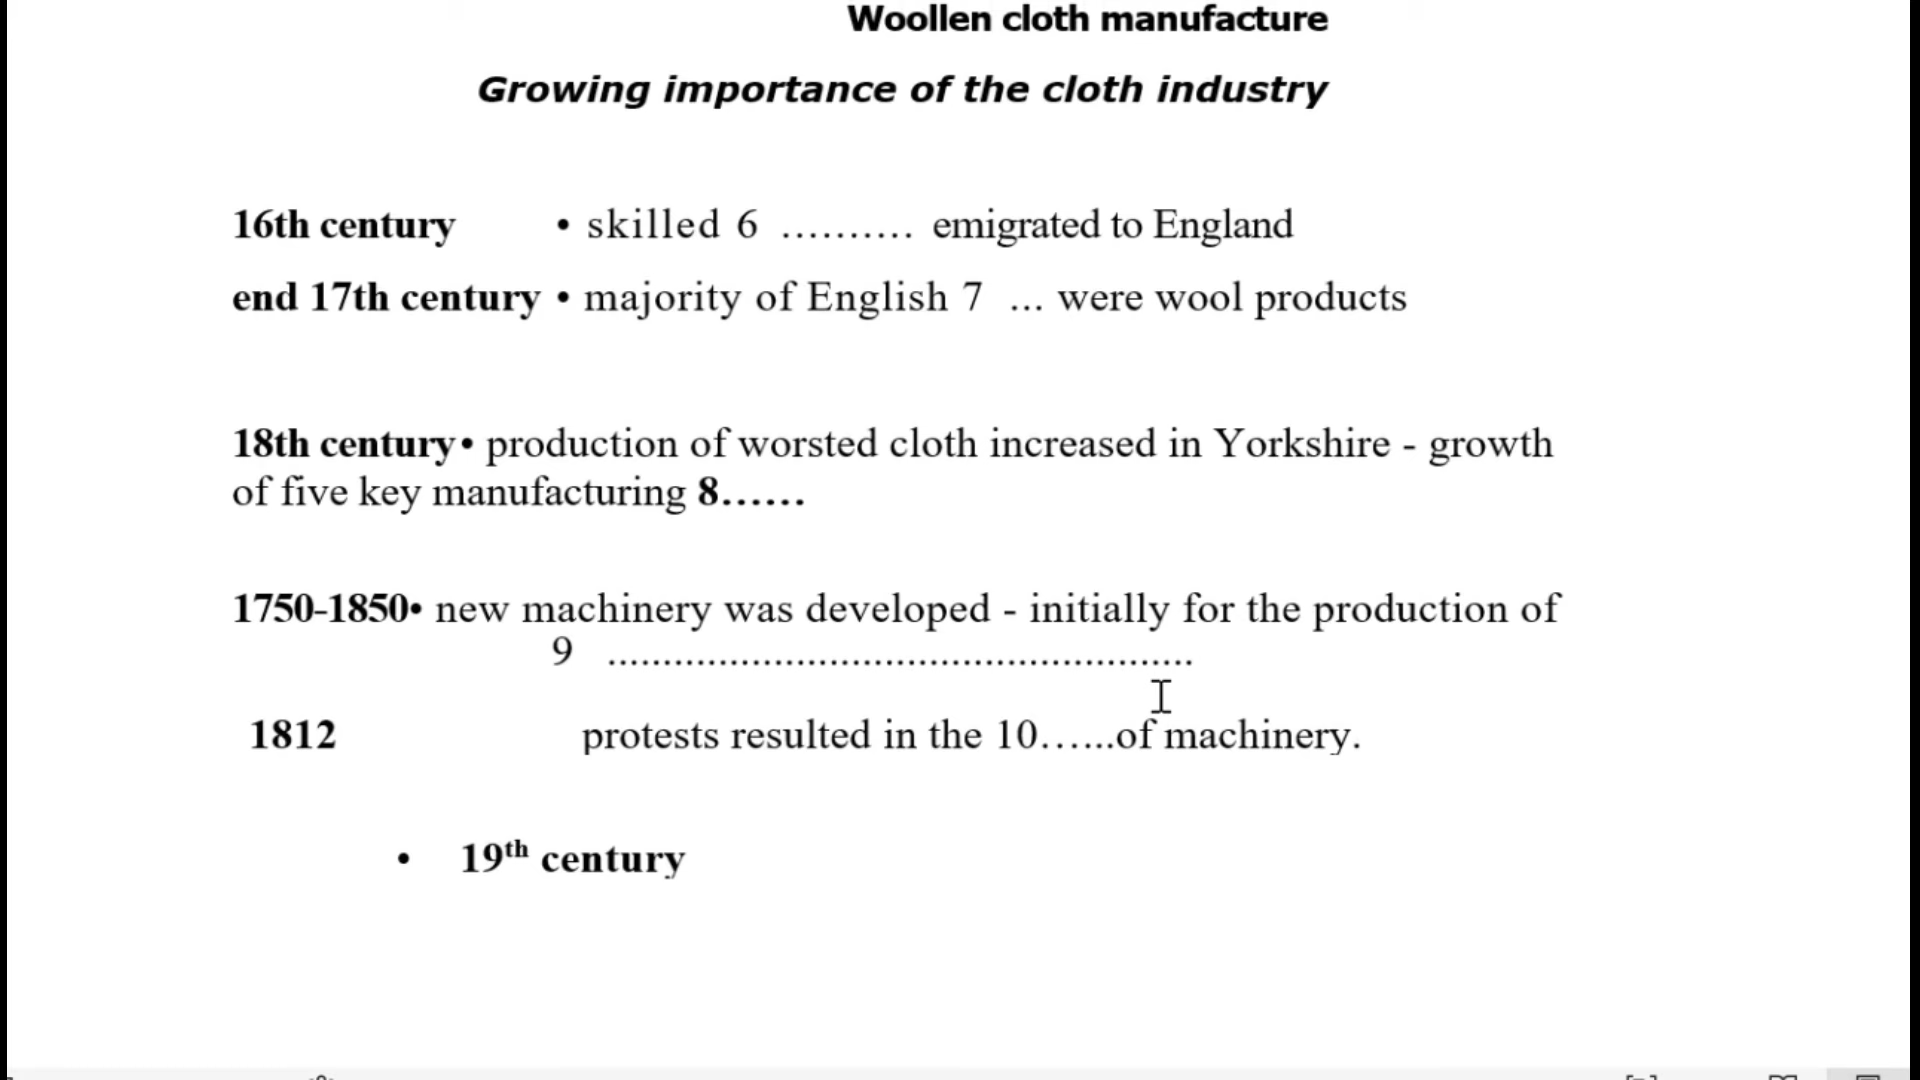 Woollen cloth manufacture
Growing importance of the cloth industry
16th century • skilled 6 .......... emigrated to England
end 17th century • majority of English 7 ... were wool products
18th century• production of worsted cloth increased in Yorkshire - growth
of five key manufacturing 8......
1750-1850• new machinery was developed - initially for the production of
9 .....................................................
1812 protests resulted in the 10…...of machinery.
• 19th century